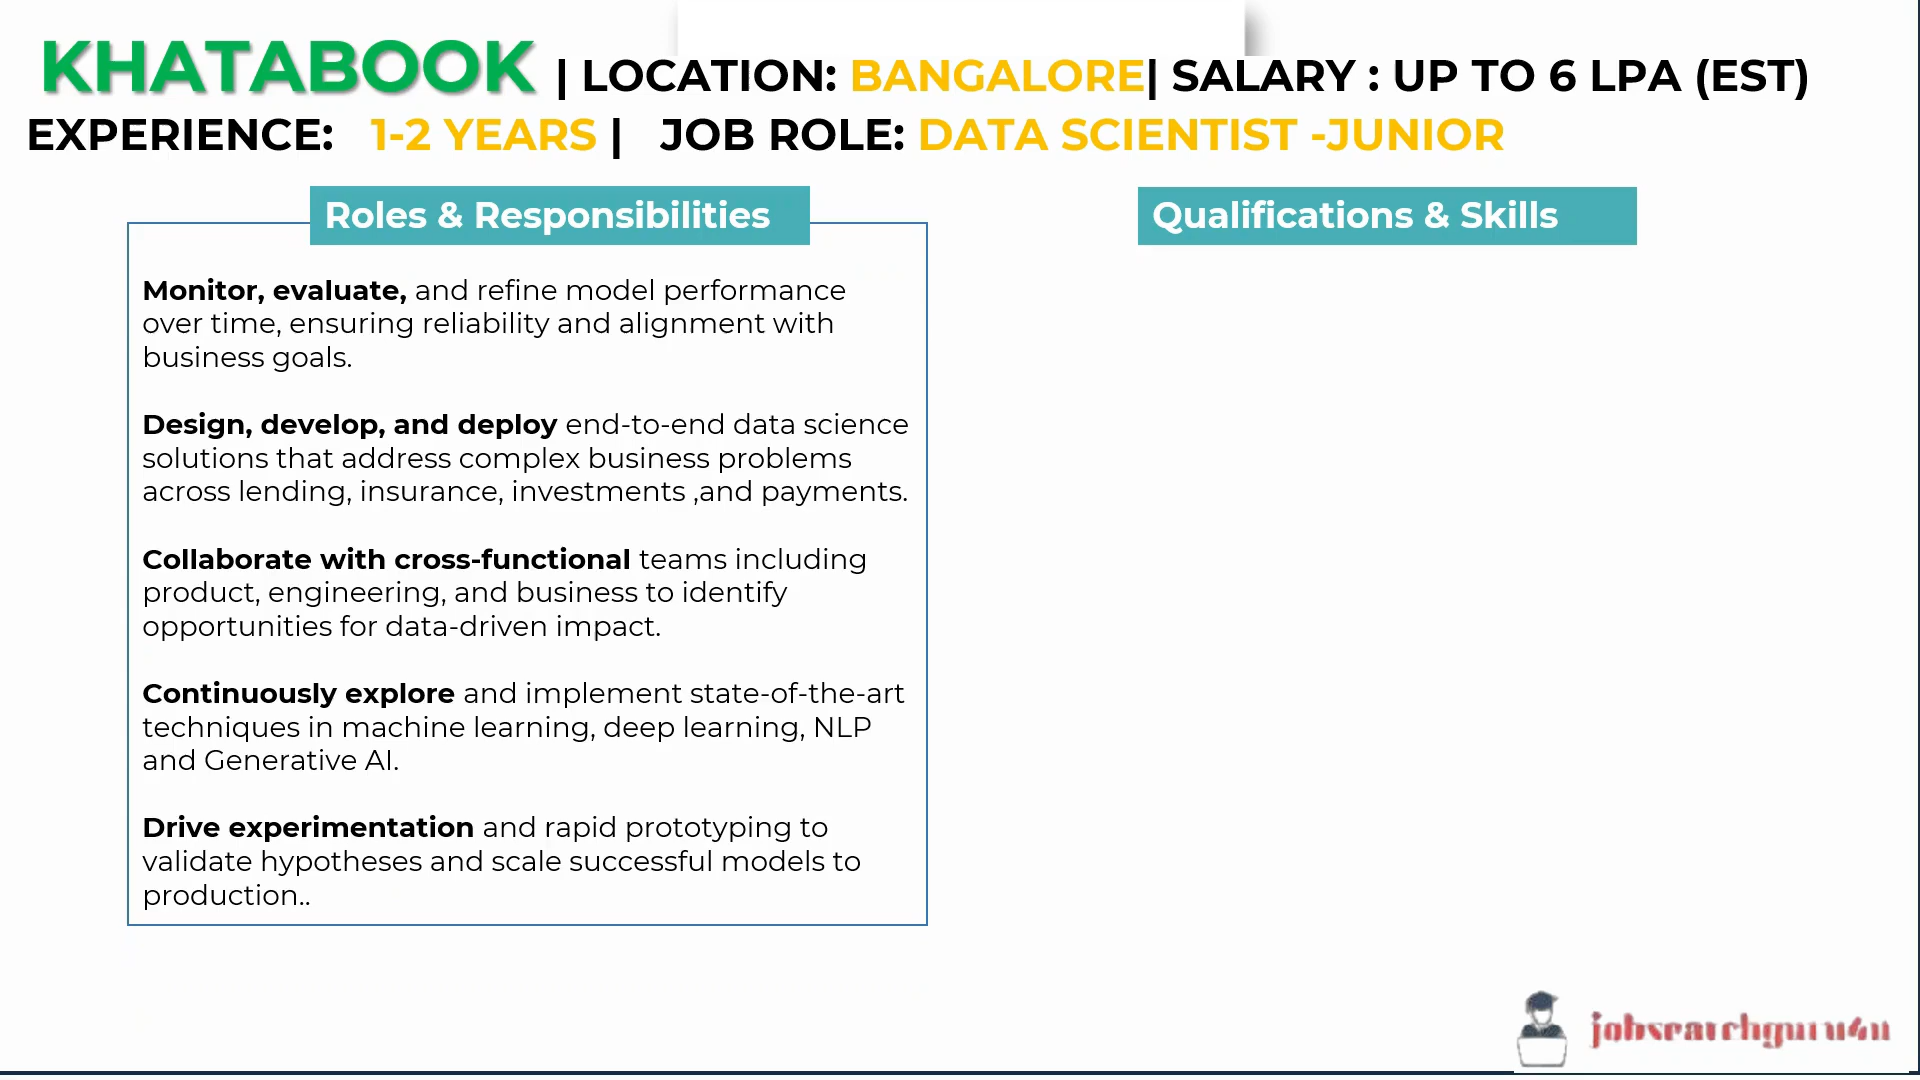 KHATABOOK | LOCATION: BANGALORE| SALARY : UP TO 6 LPA (EST)
EXPERIENCE: 1-2 YEARS | JOB ROLE: DATA SCIENTIST -JUNIOR
Roles & Responsibilities
Monitor, evaluate, and refine model performance
over time, ensuring reliability and alignment with
business goals.
Design, develop, and deploy end-to-end data science
solutions that address complex business problems
across lending, insurance, investments ,and payments.
Collaborate with cross-functional teams including
product, engineering, and business to identify
opportunities for data-driven impact.
Continuously explore and implement state-of-the-art
techniques in machine learning, deep learning, NLP
and Generative AI.
Drive experimentation and rapid prototyping to
validate hypotheses and scale successful models to
production..
Qualifications & Skills
jobsearchguru4u